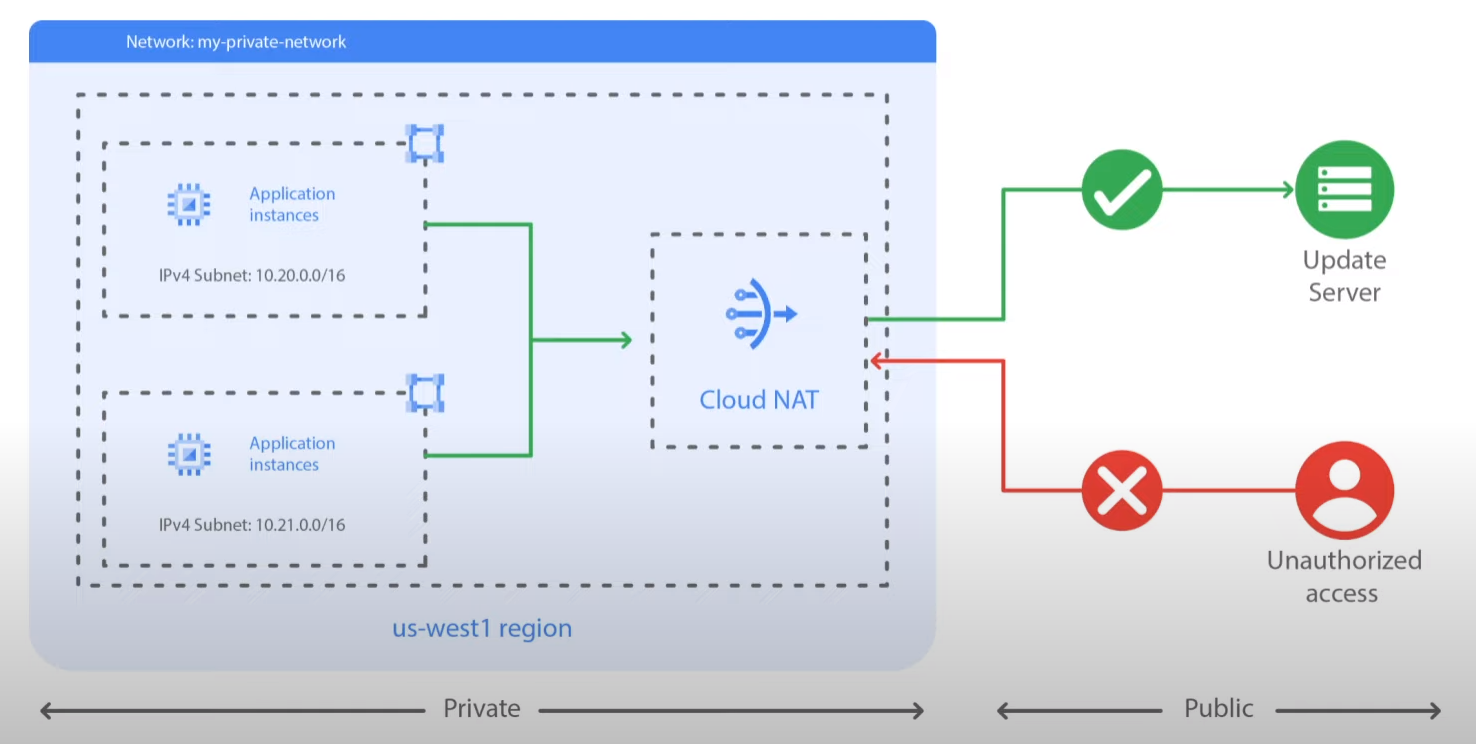 Network: my-private-network
Application
instances
IPv4 Subnet: 10.20.0.0/16
Application
instances
IPv4 Subnet: 10.21.0.0/16
Cloud NAT
us-west1 region
Update
Server
Unauthorized
access
Private
Public